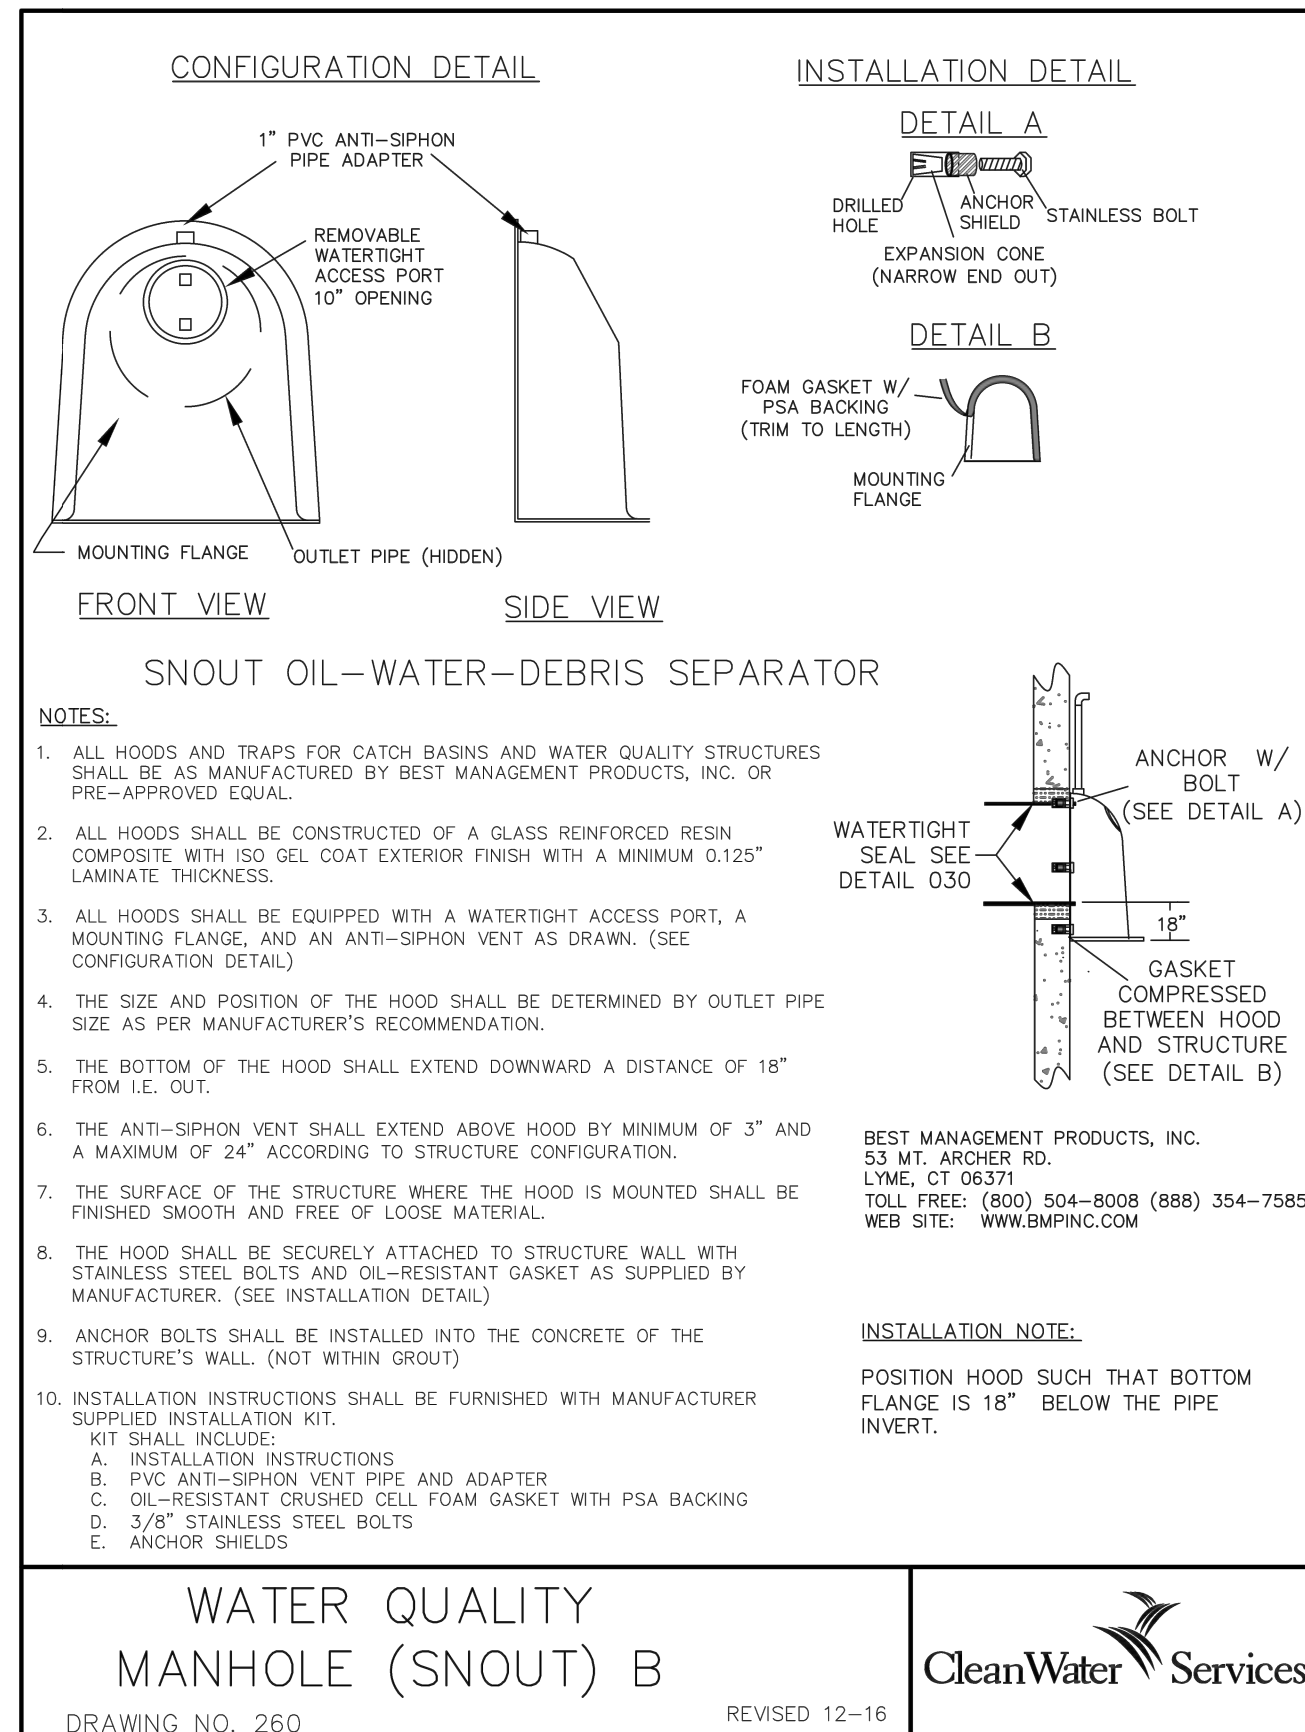 CONFIGURATION DETAIL
1" PVC ANTI-SIPHON
PIPE ADAPTER
REMOVABLE
WATERTIGHT
ACCESS PORT
10" OPENING
MOUNTING FLANGE
OUTLET PIPE (HIDDEN)
FRONT VIEW
SIDE VIEW
INSTALLATION DETAIL
DETAIL A
DRILLED
HOLE
ANCHOR
SHIELD
STAINLESS BOLT
EXPANSION CONE
(NARROW END OUT)
DETAIL B
FOAM GASKET W/
PSA BACKING
(TRIM TO LENGTH)
MOUNTING
FLANGE
SNOUT OIL-WATER-DEBRIS SEPARATOR
NOTES:
1. ALL HOODS AND TRAPS FOR CATCH BASINS AND WATER QUALITY STRUCTURES
SHALL BE AS MANUFACTURED BY BEST MANAGEMENT PRODUCTS, INC. OR
PRE-APPROVED EQUAL.
2. ALL HOODS SHALL BE CONSTRUCTED OF A GLASS REINFORCED RESIN
COMPOSITE WITH ISO GEL COAT EXTERIOR FINISH WITH A MINIMUM 0.125"
LAMINATE THICKNESS.
3. ALL HOODS SHALL BE EQUIPPED WITH A WATERTIGHT ACCESS PORT, A
MOUNTING FLANGE, AND AN ANTI-SIPHON VENT AS DRAWN. (SEE
CONFIGURATION DETAIL)
4. THE SIZE AND POSITION OF THE HOOD SHALL BE DETERMINED BY OUTLET PIPE
SIZE AS PER MANUFACTURER'S RECOMMENDATION.
5. THE BOTTOM OF THE HOOD SHALL EXTEND DOWNWARD A DISTANCE OF 18"
FROM I.E. OUT.
6. THE ANTI-SIPHON VENT SHALL EXTEND ABOVE HOOD BY MINIMUM OF 3" AND
A MAXIMUM OF 24" ACCORDING TO STRUCTURE CONFIGURATION.
7. THE SURFACE OF THE STRUCTURE WHERE THE HOOD IS MOUNTED SHALL BE
FINISHED SMOOTH AND FREE OF LOOSE MATERIAL.
8. THE HOOD SHALL BE SECURELY ATTACHED TO STRUCTURE WALL WITH
STAINLESS STEEL BOLTS AND OIL-RESISTANT GASKET AS SUPPLIED BY
MANUFACTURER. (SEE INSTALLATION DETAIL)
9. ANCHOR BOLTS SHALL BE INSTALLED INTO THE CONCRETE OF THE
STRUCTURE'S WALL. (NOT WITHIN GROUT)
10. INSTALLATION INSTRUCTIONS SHALL BE FURNISHED WITH MANUFACTURER
SUPPLIED INSTALLATION KIT.
KIT SHALL INCLUDE:
A. INSTALLATION INSTRUCTIONS
B. PVC ANTI-SIPHON VENT PIPE AND ADAPTER
C. OIL-RESISTANT CRUSHED CELL FOAM GASKET WITH PSA BACKING
D. 3/8" STAINLESS STEEL BOLTS
E. ANCHOR SHIELDS
ANCHOR W/
BOLT
(SEE DETAIL A)
WATERTIGHT
SEAL SEE
DETAIL 030
18"
GASKET
COMPRESSED
BETWEEN HOOD
AND STRUCTURE
(SEE DETAIL B)
BEST MANAGEMENT PRODUCTS, INC.
53 MT. ARCHER RD.
LYME, CT 06371
TOLL FREE: (800) 504-8008 (888) 354-7585
WEB SITE: WWW.BMPINC.COM
INSTALLATION NOTE:
POSITION HOOD SUCH THAT BOTTOM
FLANGE IS 18" BELOW THE PIPE
INVERT.
WATER QUALITY
MANHOLE (SNOUT) B
DRAWING NO. 260
REVISED 12-16
CleanWater Services